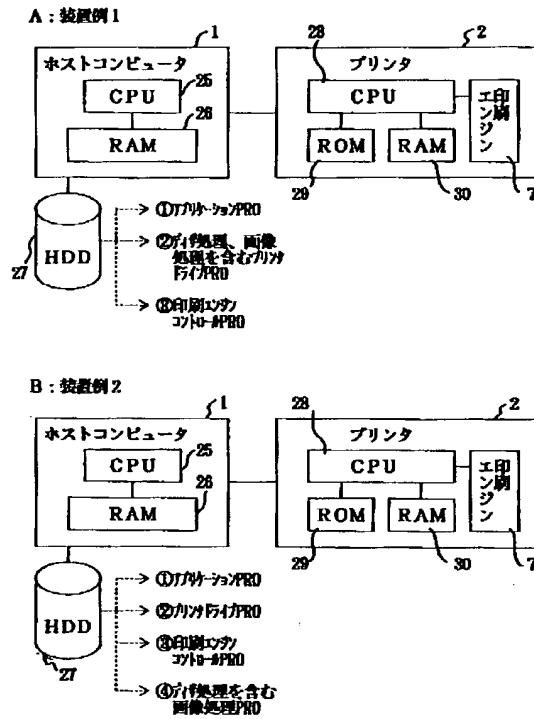 A：装置例1
1
2
ホストコンピュータ
25
CPU
26
RAM
プリンタ
28
CPU
ROM
RAM
29
30
印刷
エンジン
7
27
HDD
①アプリケーションPRO
②ディザ処理、画像
処理を含むプリンタ
ドライブPRO
③印刷エンジン
コントロールPRO
B：装置例2
1
2
ホストコンピュータ
25
CPU
26
RAM
プリンタ
28
CPU
ROM
RAM
29
30
印刷
エンジン
7
HDD
27
①アプリケーションPRO
②プリンタドライブPRO
③印刷エンジン
コントロールPRO
④ディザ処理を含む
画像処理PRO